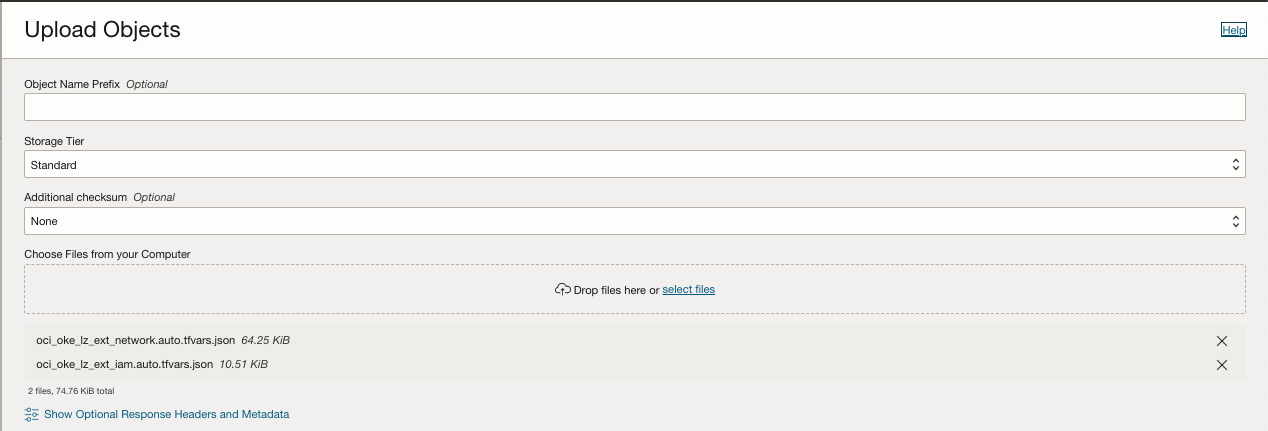 Upload Objects
Help
Object Name Prefix Optional
Storage Tier
Standard
Additional checksum Optional
None
Choose Files from your Computer
Drop files here or select files
oci_oke_lz_ext_network.auto.tfvars.json 64.25 KiB
oci_oke_lz_ext_iam.auto.tfvars.json 10.51 KiB
2 files, 74.76 KiB total
Show Optional Response Headers and Metadata